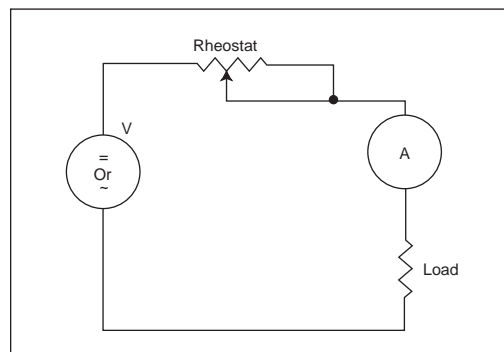 Rheostat
V
=
Or
~
A
Load